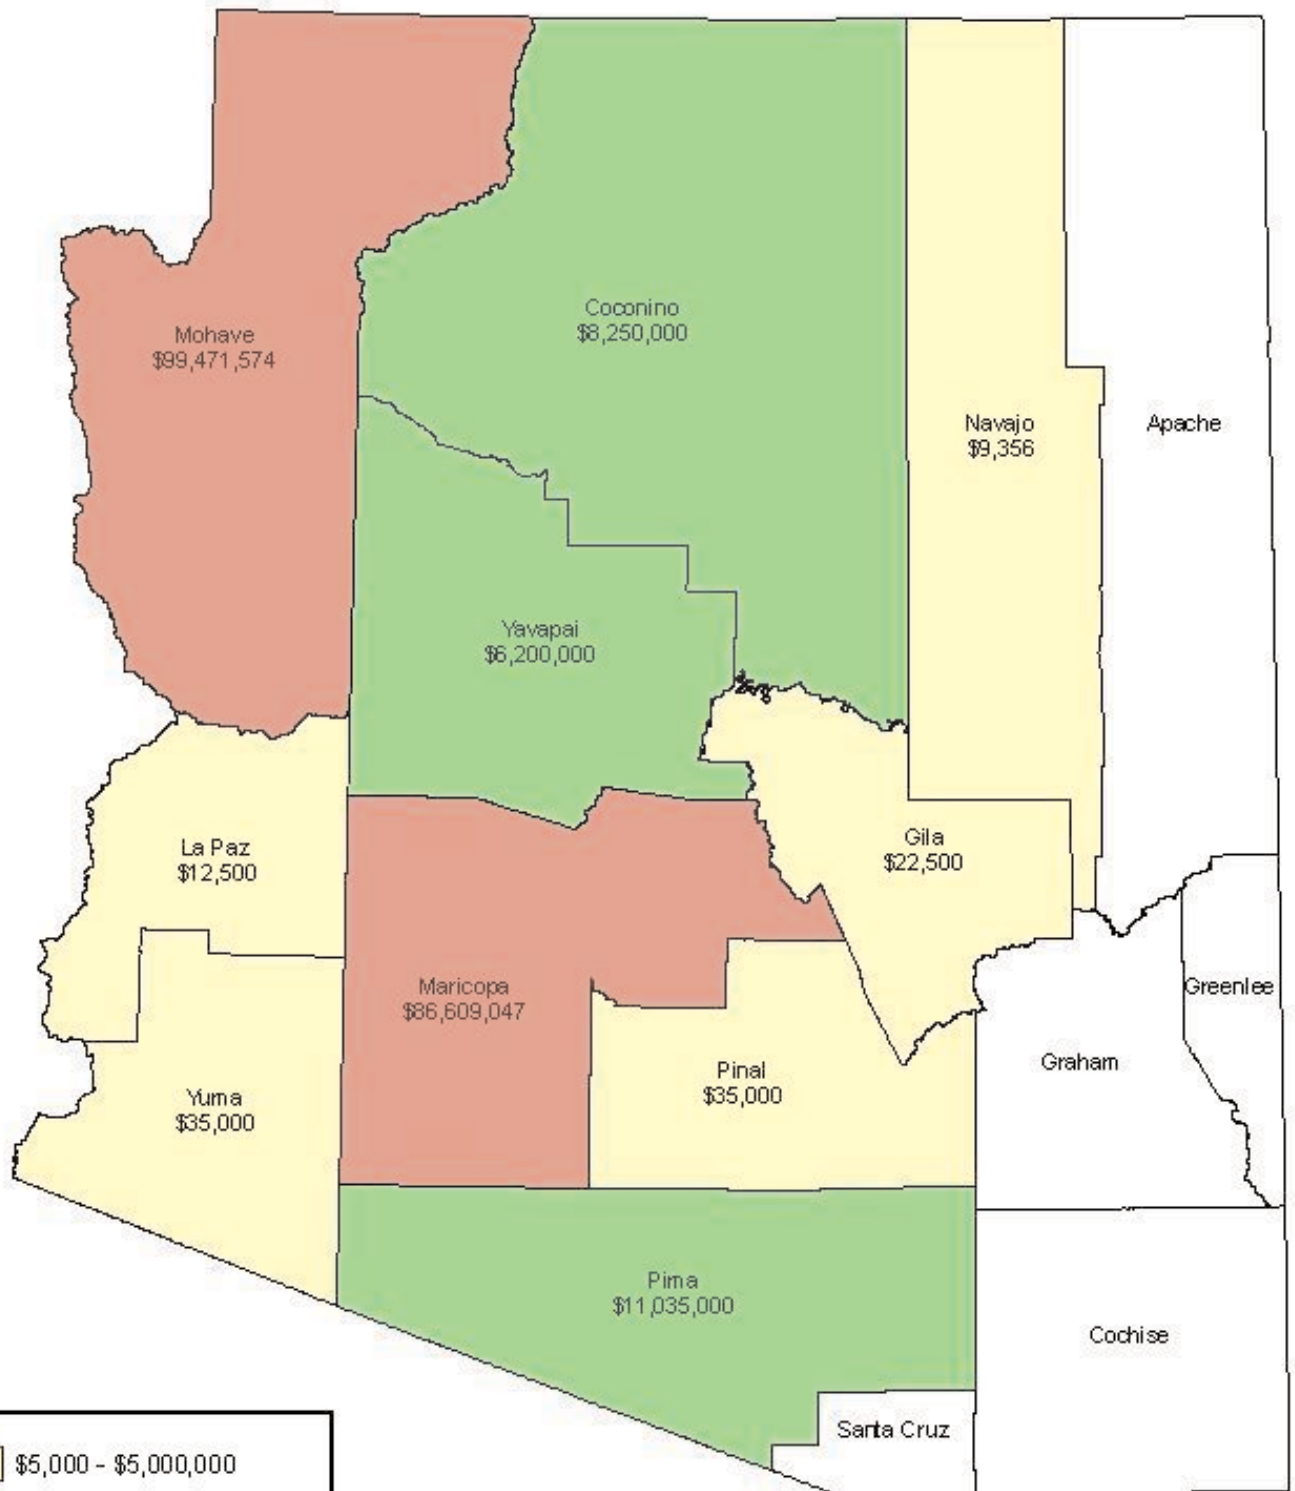 Mohave
$99,471,574
Coconino
$8,250,000
Navajo
$9,356
Apache
Yavapai
$6,200,000
La Paz
$12,500
Gila
$22,500
Maricopa
$86,609,047
Greenlee
Graham
Pinal
$35,000
Yuma
$35,000
Pima
$11,035,000
Cochise
Santa Cruz
$5,000 - $5,000,000